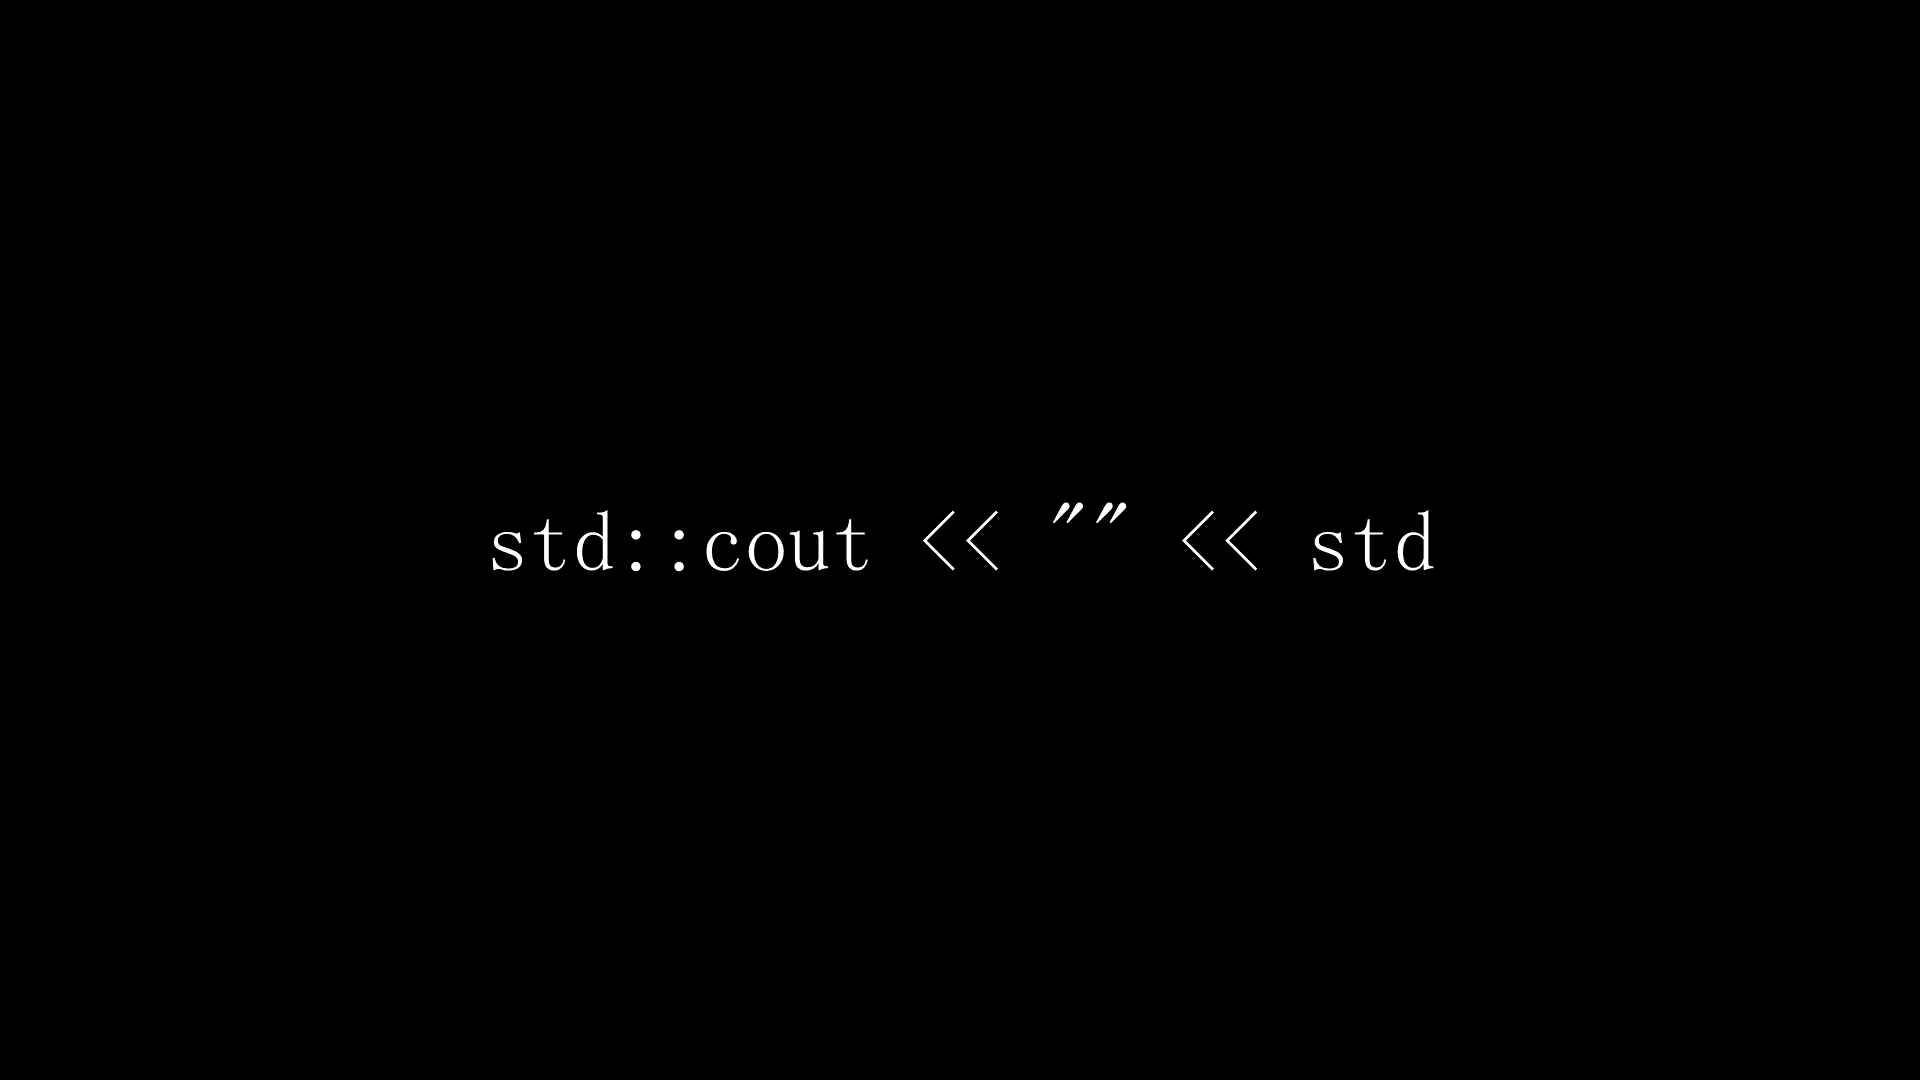 std::cout << "" << std